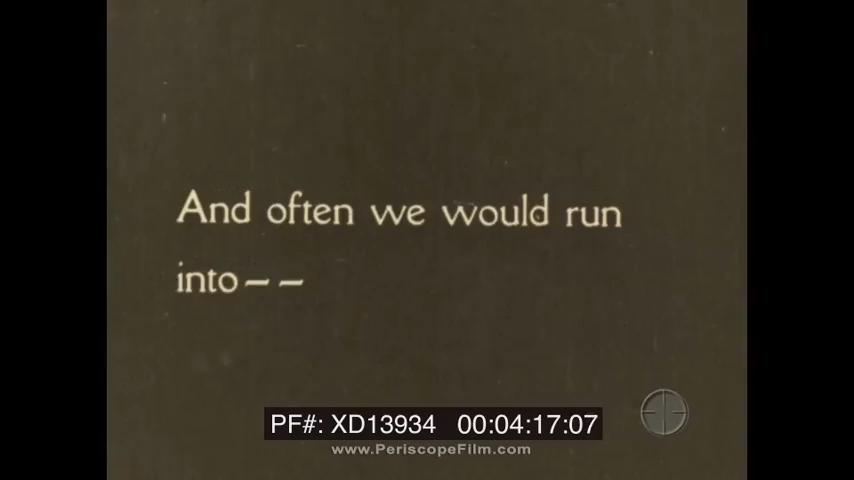 And often we would run
into——
PF#: XD13934 00:04:17:07
www.PeriscopeFilm.com